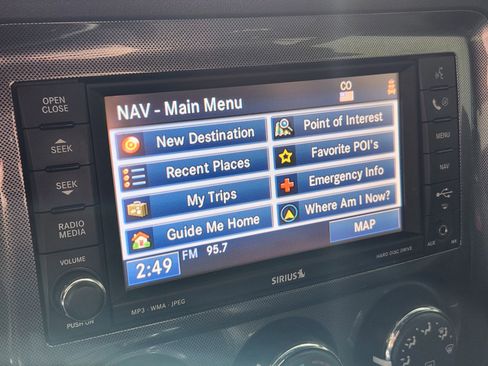 OPEN
CLOSE
SEEK
SEEK
RADIO
MEDIA
VOLUME
PUSH ON
NAV - Main Menu
CO
New Destination
Point of Interest
Recent Places
Favorite POI's
My Trips
Emergency Info
Guide Me Home
Where Am I Now?
2:49
FM 95.7
MAP
MENU
NAV
AUX
SIRIUS
HARD DISC DRIVE
MP3 · WMA · JPEG